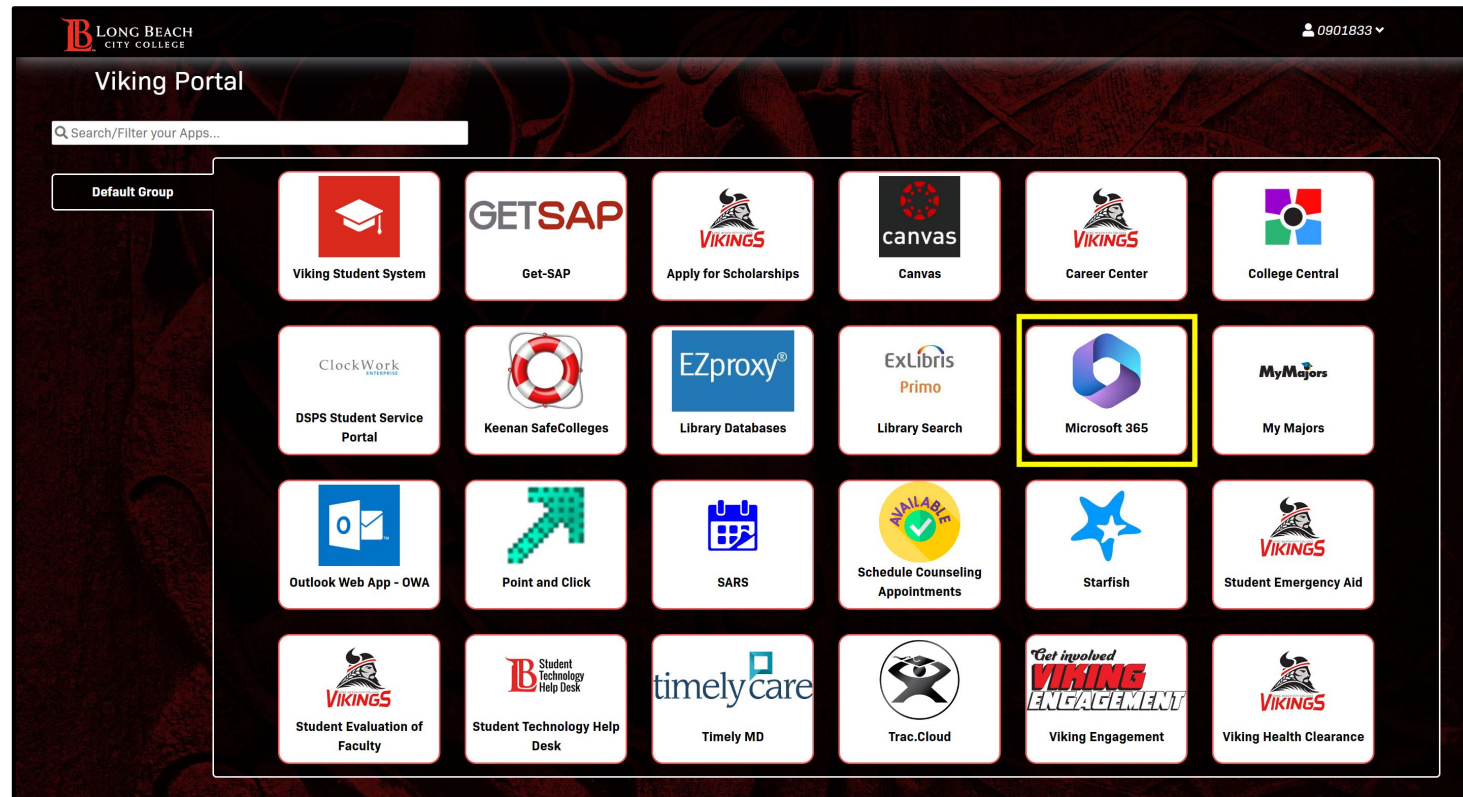 LONG BEACH
CITY COLLEGE
0901833
Viking Portal
Search/Filter your Apps...
Default Group
GETSAP
VIKINGS
canvas
VIKINGS
Viking Student System
Get-SAP
Apply for Scholarships
Canvas
Career Center
College Central
ClockWork
ENTERPRISE
EZproxy®
ExLibris
Primo
MyMajors
DSPS Student Service
Portal
Keenan SafeColleges
Library Databases
Library Search
Microsoft 365
My Majors
AVAILABLE
VIKINGS
Outlook Web App - OWA
Point and Click
SARS
Schedule Counseling
Appointments
Starfish
Student Emergency Aid
VIKINGS
Student
Technology
Help Desk
timely care
Get involved
VIKING
ENGAGEMENT
VIKINGS
Student Evaluation of
Faculty
Student Technology Help
Desk
Timely MD
Trac.Cloud
Viking Engagement
Viking Health Clearance